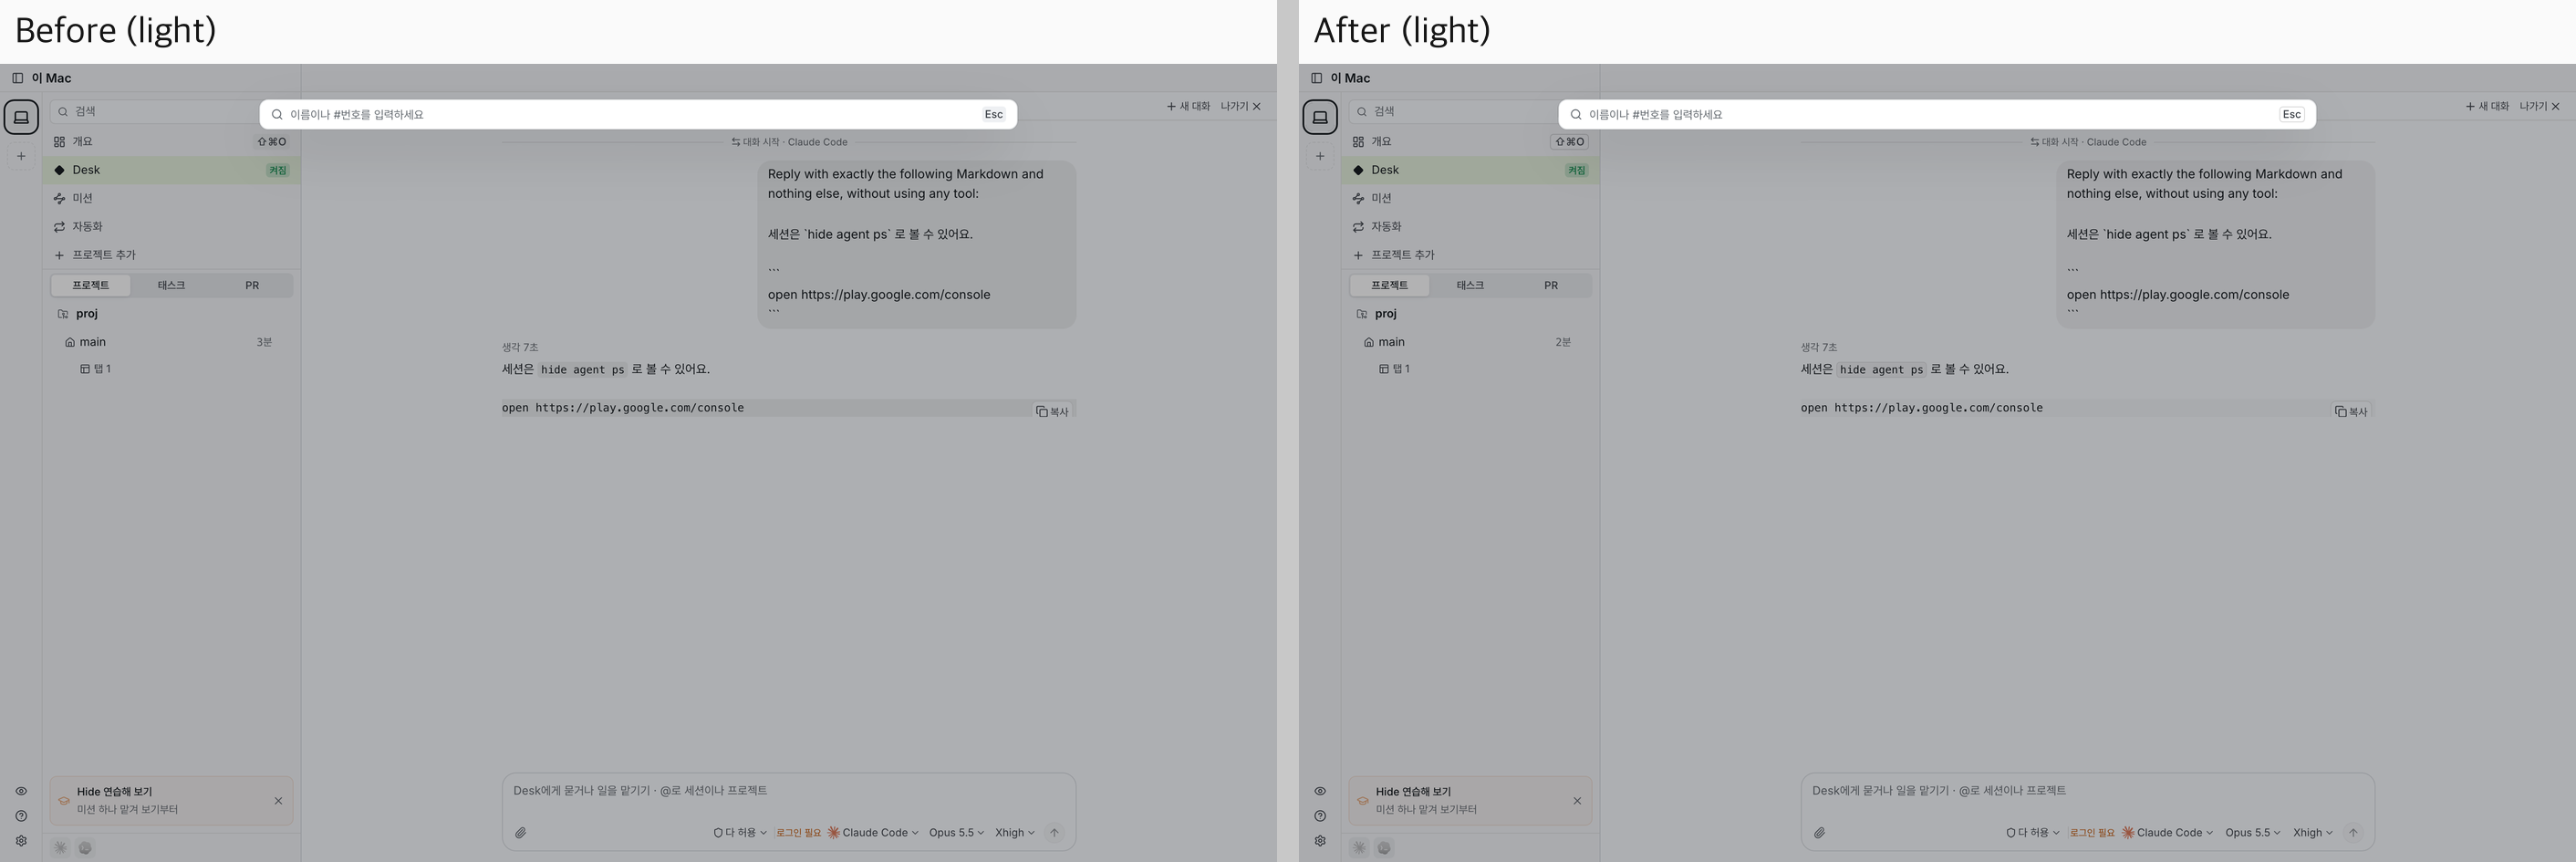 Before (light)
이 Mac
검색
이름이나 #번호를 입력하세요
Esc
새 대화
나가기
개요
⇧⌘O
Desk
켜짐
미션
자동화
프로젝트 추가
프로젝트
태스크
PR
proj
main
3분
탭 1
대화 시작 · Claude Code
Reply with exactly the following Markdown and
nothing else, without using any tool:
세션은 `hide agent ps` 로 볼 수 있어요.
```
open https://play.google.com/console
```
생각 7초
세션은 hide agent ps 로 볼 수 있어요.
open https://play.google.com/console
복사
Hide 연습해 보기
미션 하나 맡겨 보기부터
Desk에게 묻거나 일을 맡기기 · @로 세션이나 프로젝트
다 허용
로그인 필요
Claude Code
Opus 5.5
Xhigh
After (light)
이 Mac
검색
이름이나 #번호를 입력하세요
Esc
새 대화
나가기
개요
⇧⌘O
Desk
켜짐
미션
자동화
프로젝트 추가
프로젝트
태스크
PR
proj
main
2분
탭 1
대화 시작 · Claude Code
Reply with exactly the following Markdown and
nothing else, without using any tool:
세션은 `hide agent ps` 로 볼 수 있어요.
```
open https://play.google.com/console
```
생각 7초
세션은 hide agent ps 로 볼 수 있어요.
open https://play.google.com/console
복사
Hide 연습해 보기
미션 하나 맡겨 보기부터
Desk에게 묻거나 일을 맡기기 · @로 세션이나 프로젝트
다 허용
로그인 필요
Claude Code
Opus 5.5
Xhigh